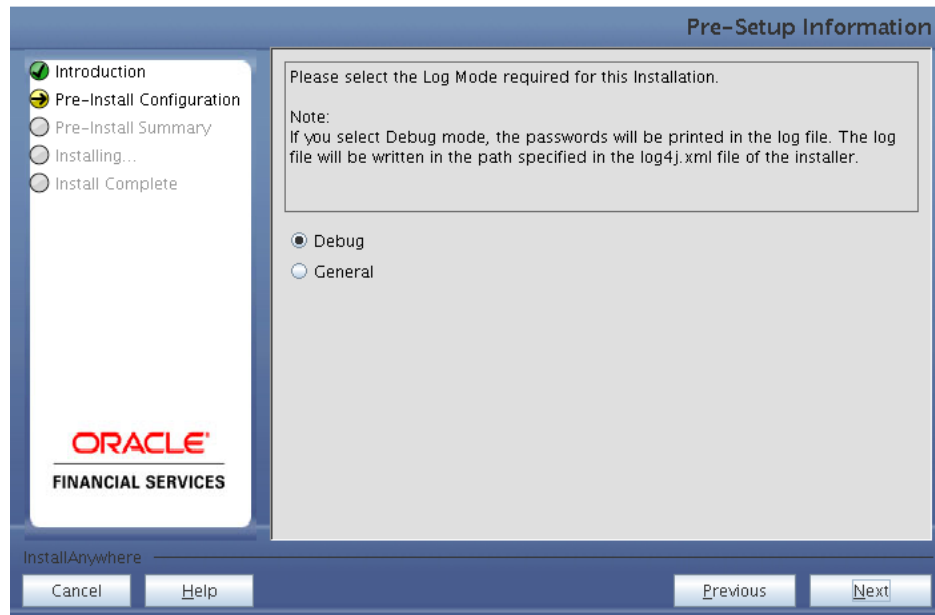 Pre-Setup Information
Introduction
Pre-Install Configuration
Pre-Install Summary
Installing...
Install Complete
ORACLE
FINANCIAL SERVICES
Please select the Log Mode required for this Installation.
Note:
If you select Debug mode, the passwords will be printed in the log file. The log
file will be written in the path specified in the log4j.xml file of the installer.
Debug
General
InstallAnywhere
Cancel
Help
Previous
Next